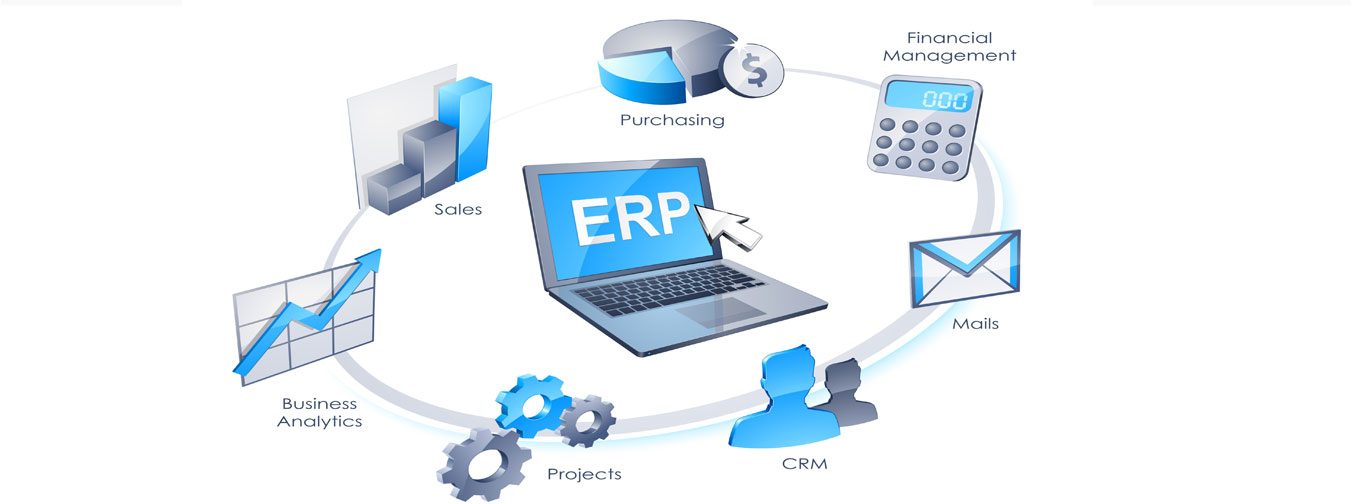 Financial
Management
Purchasing
$
000
Sales
ERP
Mails
Business
Analytics
CRM
Projects